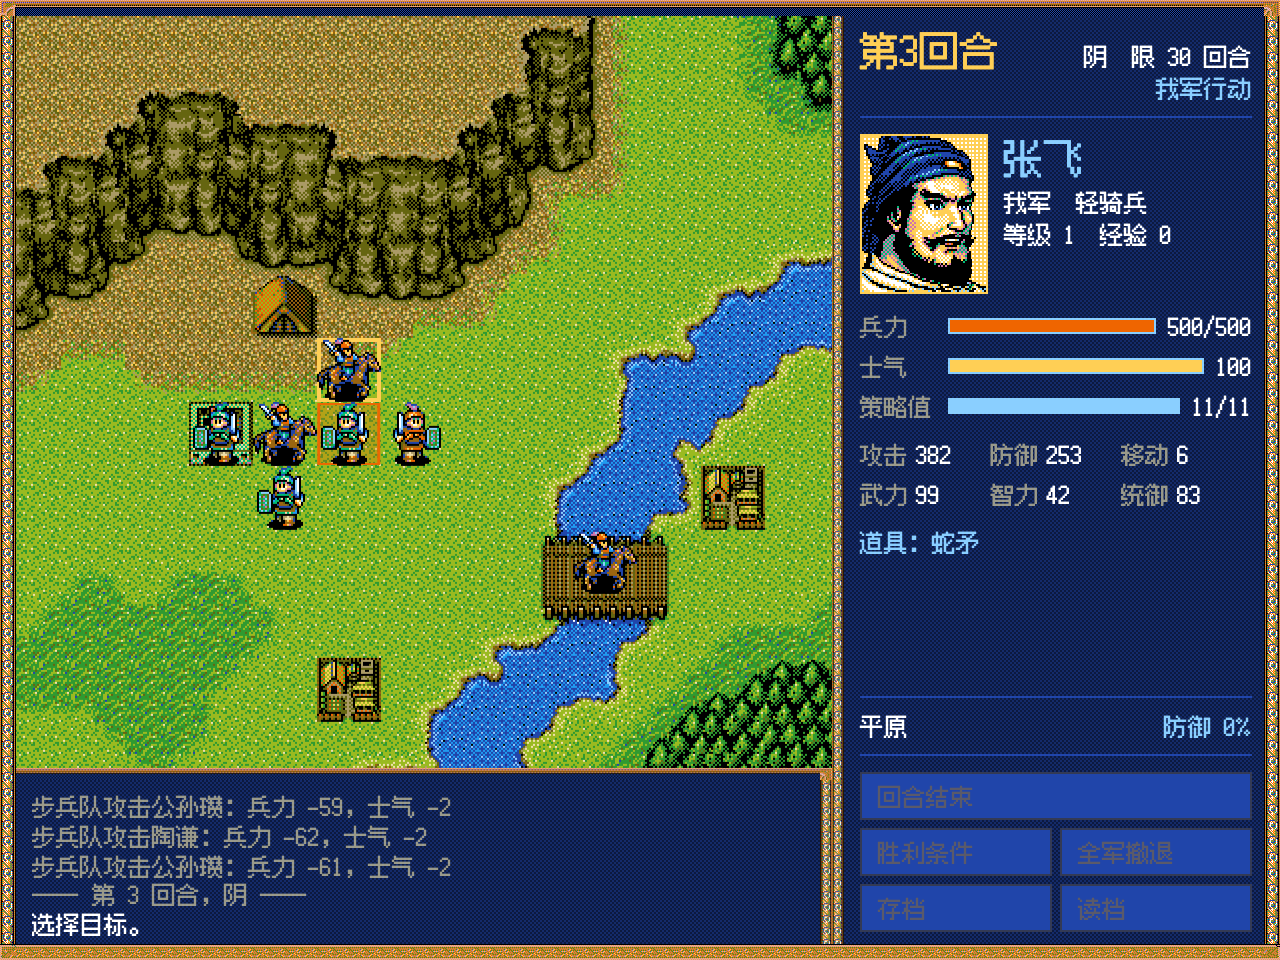 第3回合
阴 限 30 回合
我军行动
张飞
我军 轻骑兵
等级 1 经验 0
兵力 500/500
士气 100
策略值 11/11
攻击 382 防御 253 移动 6
武力 99 智力 42 统御 83
道具：蛇矛
平原 防御 0%
回合结束
胜利条件 全军撤退
存档 读档
步兵队攻击公孙瓒：兵力 -59，士气 -2
步兵队攻击陶谦：兵力 -62，士气 -2
步兵队攻击公孙瓒：兵力 -61，士气 -2
—— 第 3 回合，阴 ——
选择目标。